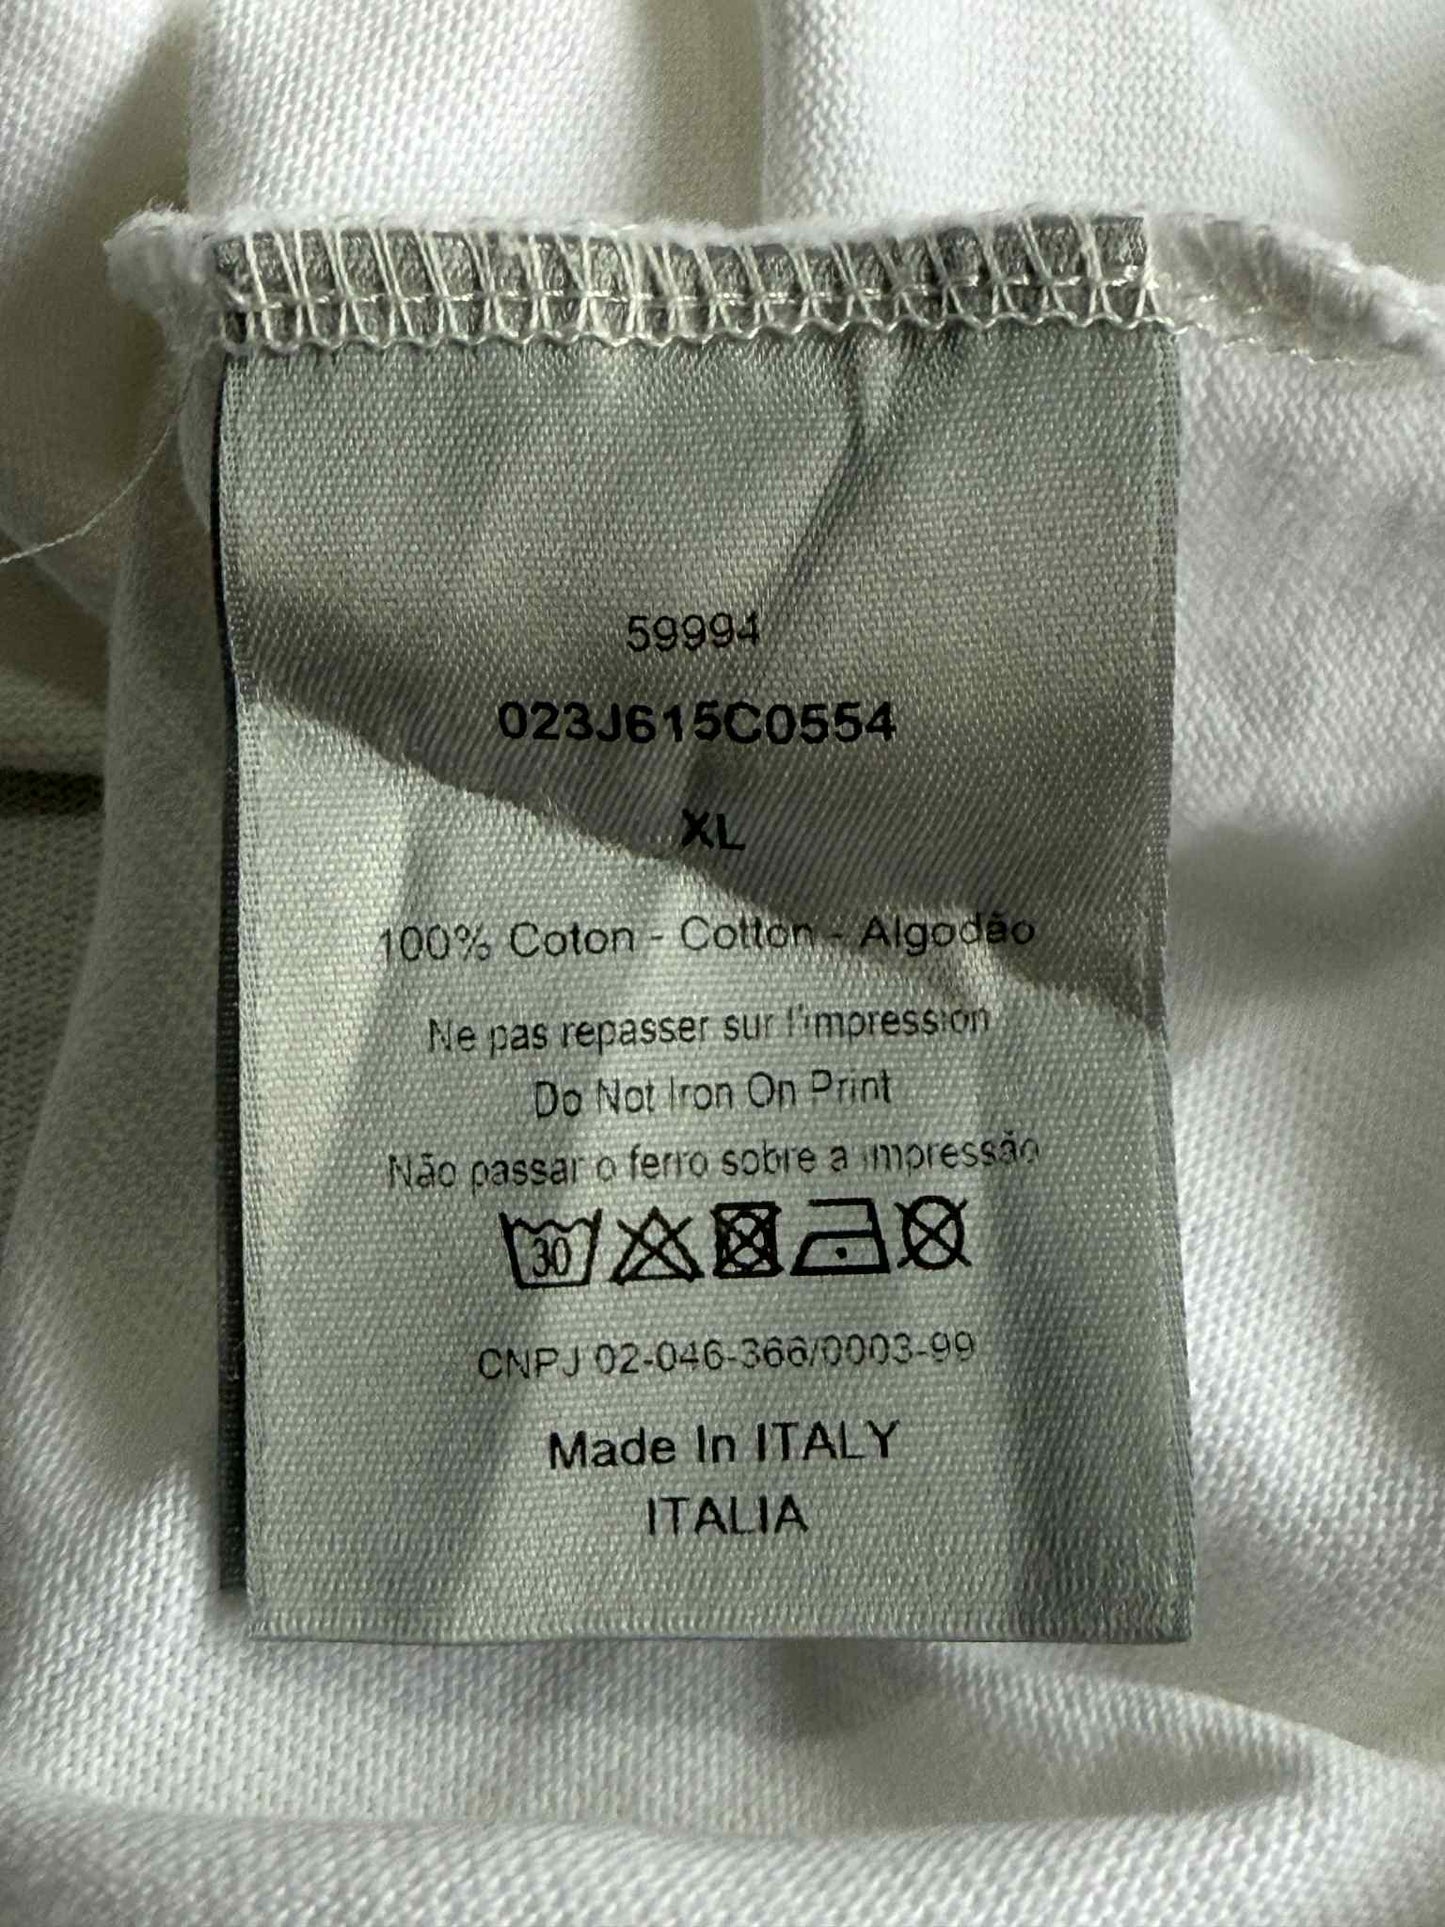 59994
023J615C0554
XL
100% Coton - Cotton - Algodão
Ne pas repasser sur l'impression
Do Not Iron On Print
Não passar o ferro sobre a impressão
30
CNPJ 02-046-366/0003-99
Made In ITALY
ITALIA